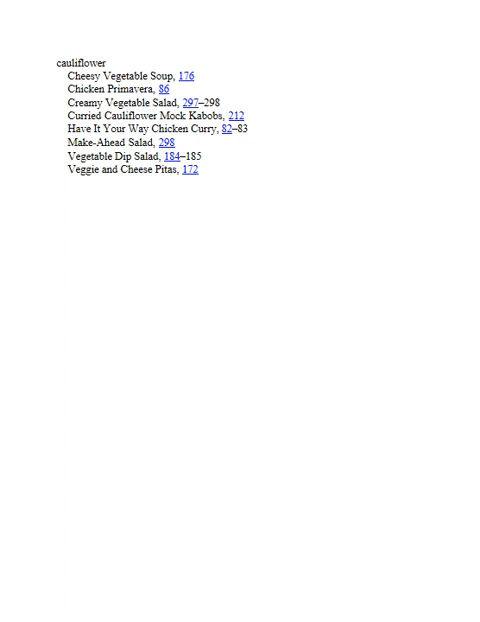 cauliflower
Cheesy Vegetable Soup, 176
Chicken Primavera, 86
Creamy Vegetable Salad, 297–298
Curried Cauliflower Mock Kabobs, 212
Have It Your Way Chicken Curry, 82–83
Make-Ahead Salad, 298
Vegetable Dip Salad, 184–185
Veggie and Cheese Pitas, 172